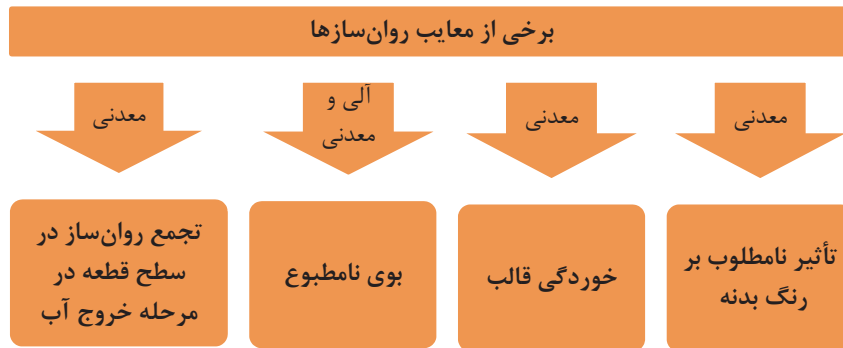 برخی از معایب روان‌سازها
معدنی
معدنی
آلی و
معدنی
معدنی
تأثیر نامطلوب بر
رنگ بدنه
خوردگی قالب
بوی نامطبوع
تجمع روان‌ساز در
سطح قطعه در
مرحله خروج آب